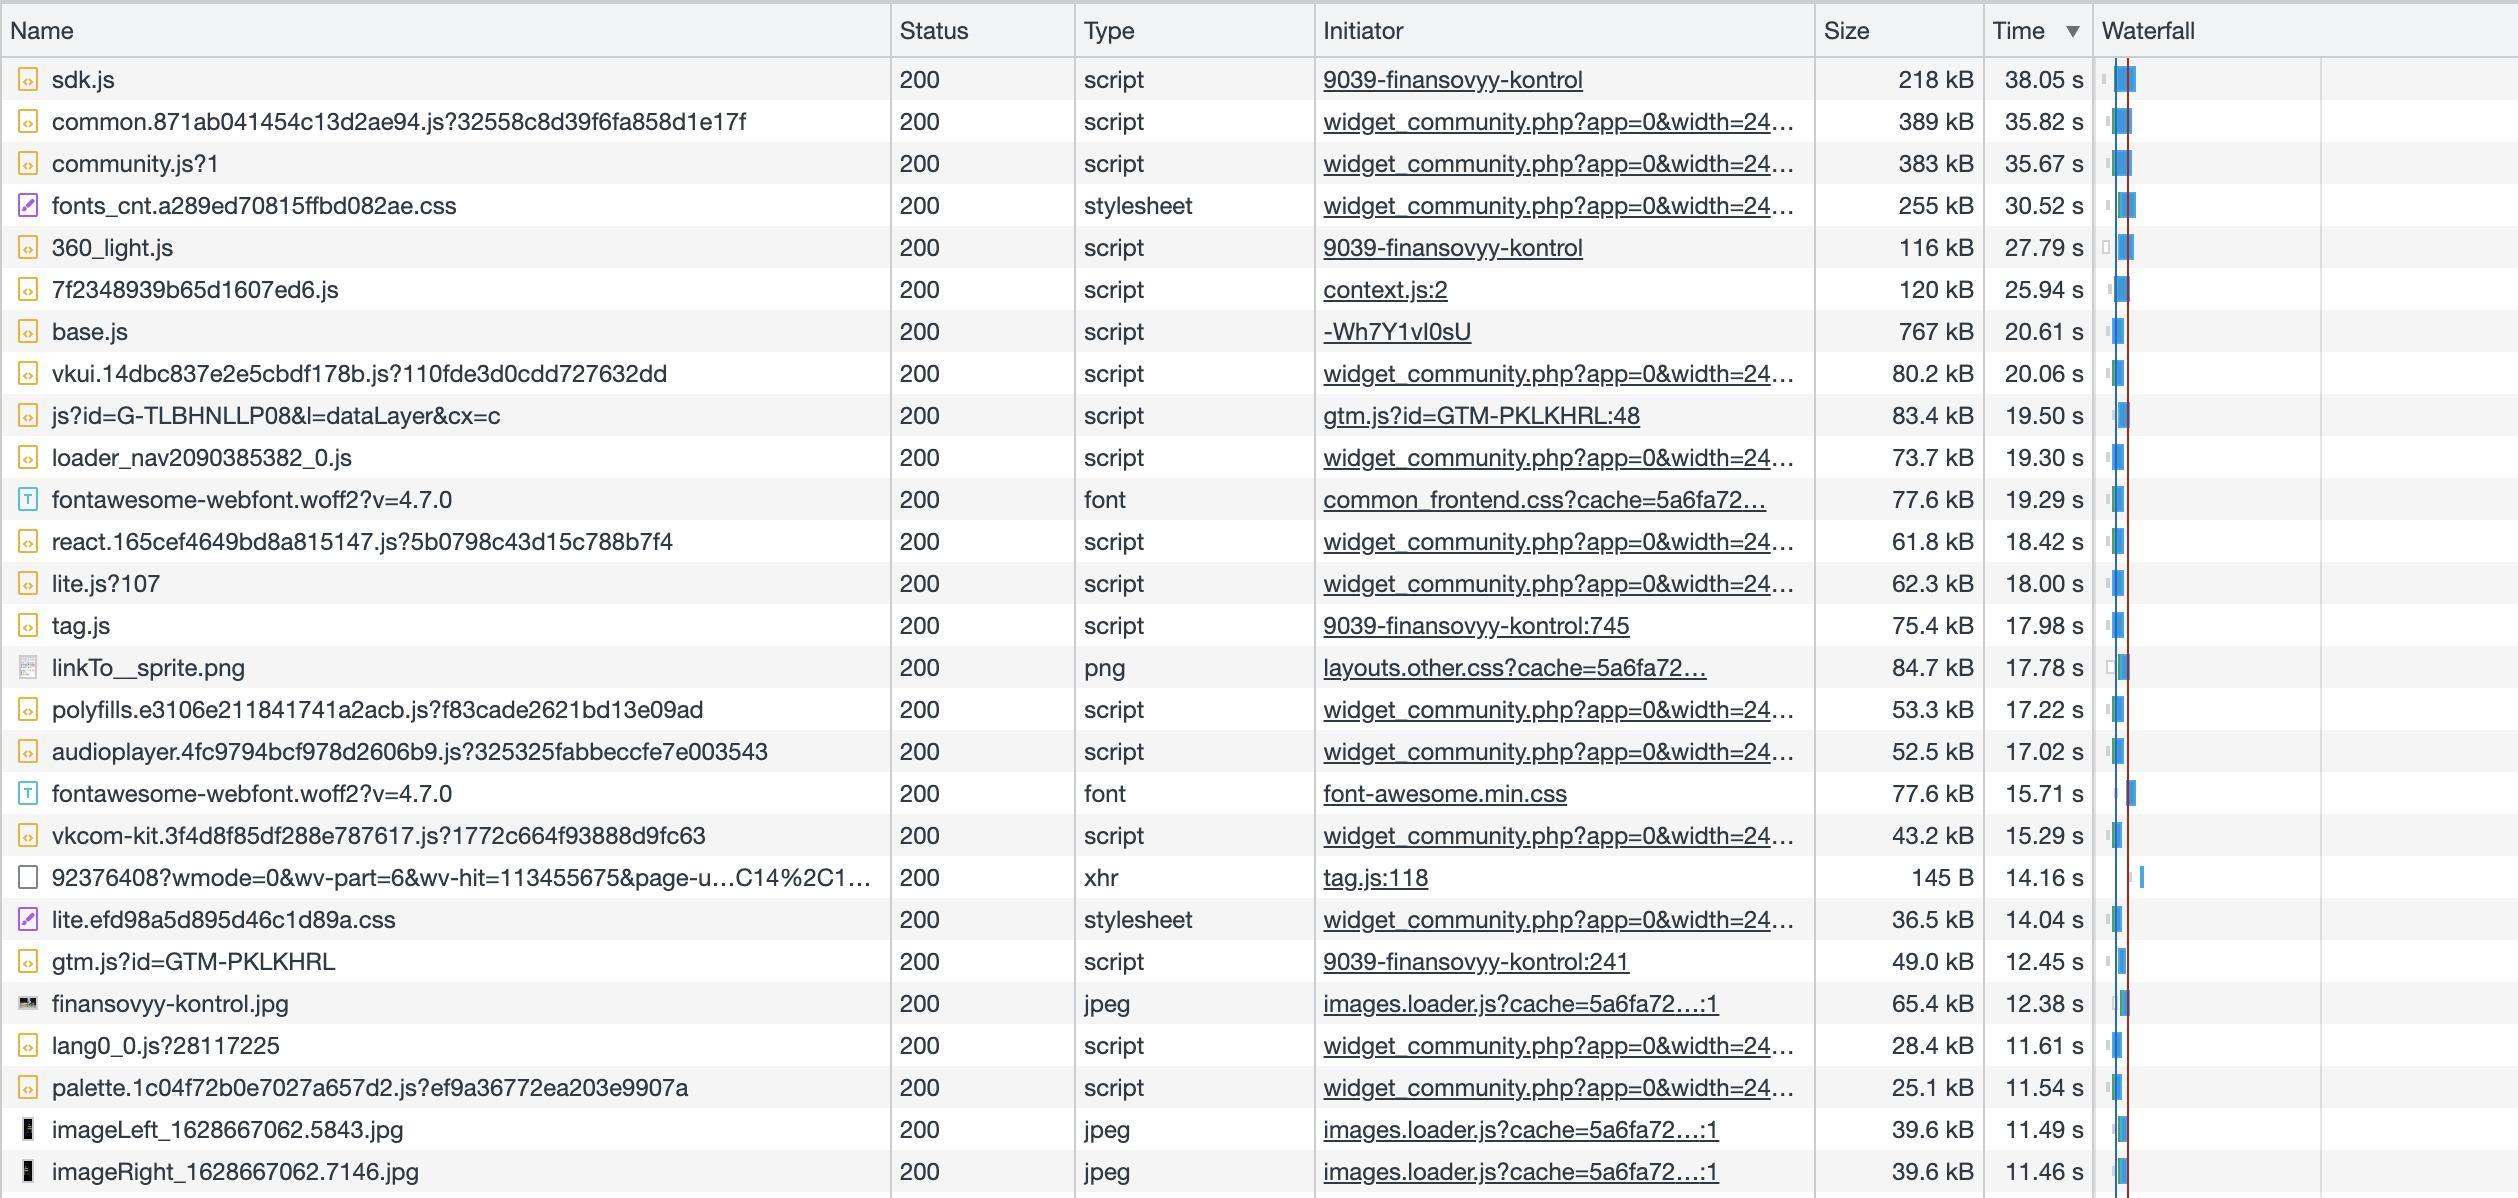 Name Status Type Initiator Size Time ▼ Waterfall
sdk.js 200 script 9039-finansovyy-kontrol 218 kB 38.05 s
common.871ab041454c13d2ae94.js?32558c8d39f6fa858d1e17f 200 script widget_community.php?app=0&width=24… 389 kB 35.82 s
community.js?1 200 script widget_community.php?app=0&width=24… 383 kB 35.67 s
fonts_cnt.a289ed70815ffbd082ae.css 200 stylesheet widget_community.php?app=0&width=24… 255 kB 30.52 s
360_light.js 200 script 9039-finansovyy-kontrol 116 kB 27.79 s
7f2348939b65d1607ed6.js 200 script context.js:2 120 kB 25.94 s
base.js 200 script -Wh7Y1vl0sU 767 kB 20.61 s
vkui.14dbc837e2e5cbdf178b.js?110fde3d0cdd727632dd 200 script widget_community.php?app=0&width=24… 80.2 kB 20.06 s
js?id=G-TLBHNLLP08&l=dataLayer&cx=c 200 script gtm.js?id=GTM-PKLKHRL:48 83.4 kB 19.50 s
loader_nav2090385382_0.js 200 script widget_community.php?app=0&width=24… 73.7 kB 19.30 s
fontawesome-webfont.woff2?v=4.7.0 200 font common_frontend.css?cache=5a6fa72… 77.6 kB 19.29 s
react.165cef4649bd8a815147.js?5b0798c43d15c788b7f4 200 script widget_community.php?app=0&width=24… 61.8 kB 18.42 s
lite.js?107 200 script widget_community.php?app=0&width=24… 62.3 kB 18.00 s
tag.js 200 script 9039-finansovyy-kontrol:745 75.4 kB 17.98 s
linkTo__sprite.png 200 png layouts.other.css?cache=5a6fa72… 84.7 kB 17.78 s
polyfills.e3106e211841741a2acb.js?f83cade2621bd13e09ad 200 script widget_community.php?app=0&width=24… 53.3 kB 17.22 s
audioplayer.4fc9794bcf978d2606b9.js?325325fabbeccfe7e003543 200 script widget_community.php?app=0&width=24… 52.5 kB 17.02 s
fontawesome-webfont.woff2?v=4.7.0 200 font font-awesome.min.css 77.6 kB 15.71 s
vkcom-kit.3f4d8f85df288e787617.js?1772c664f93888d9fc63 200 script widget_community.php?app=0&width=24… 43.2 kB 15.29 s
92376408?wmode=0&wv-part=6&wv-hit=113455675&page-u…C14%2C1… 200 xhr tag.js:118 145 B 14.16 s
lite.efd98a5d895d46c1d89a.css 200 stylesheet widget_community.php?app=0&width=24… 36.5 kB 14.04 s
gtm.js?id=GTM-PKLKHRL 200 script 9039-finansovyy-kontrol:241 49.0 kB 12.45 s
finansovyy-kontrol.jpg 200 jpeg images.loader.js?cache=5a6fa72…:1 65.4 kB 12.38 s
lang0_0.js?28117225 200 script widget_community.php?app=0&width=24… 28.4 kB 11.61 s
palette.1c04f72b0e7027a657d2.js?ef9a36772ea203e9907a 200 script widget_community.php?app=0&width=24… 25.1 kB 11.54 s
imageLeft_1628667062.5843.jpg 200 jpeg images.loader.js?cache=5a6fa72…:1 39.6 kB 11.49 s
imageRight_1628667062.7146.jpg 200 jpeg images.loader.js?cache=5a6fa72…:1 39.6 kB 11.46 s